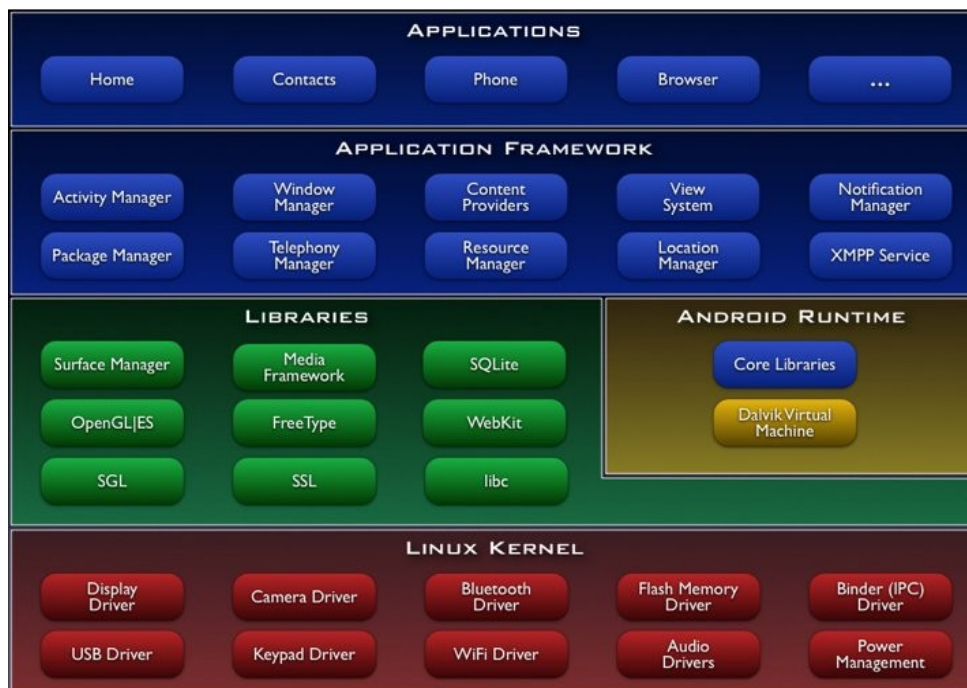 APPLICATIONS
Home
Contacts
Phone
Browser
...
APPLICATION FRAMEWORK
Activity Manager
Window
Manager
Content
Providers
View
System
Notification
Manager
Package Manager
Telephony
Manager
Resource
Manager
Location
Manager
XMPP Service
LIBRARIES
Surface Manager
Media
Framework
SQLite
OpenGL|ES
FreeType
WebKit
SGL
SSL
libc
ANDROID RUNTIME
Core Libraries
Dalvik Virtual
Machine
LINUX KERNEL
Display
Driver
Camera Driver
Bluetooth
Driver
Flash Memory
Driver
Binder (IPC)
Driver
USB Driver
Keypad Driver
WiFi Driver
Audio
Drivers
Power
Management